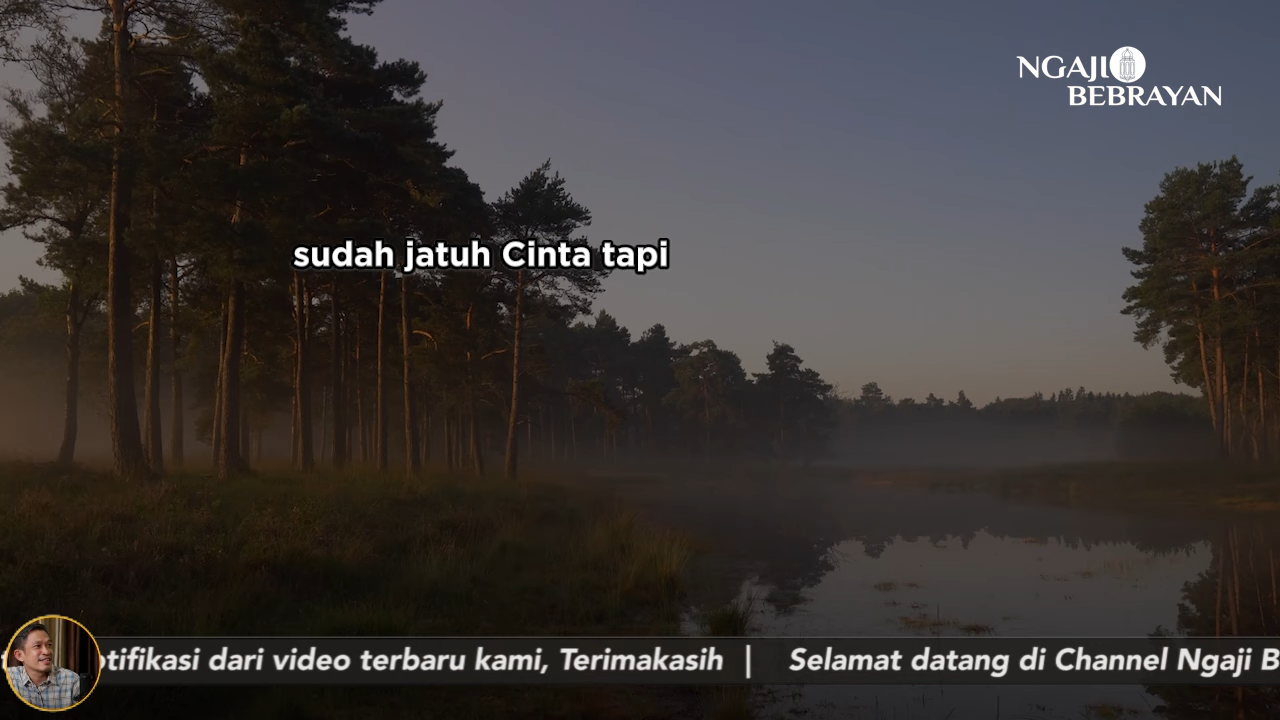 NGAJI
BEBRAYAN
sudah jatuh Cinta tapi
otifikasi dari video terbaru kami, Terimakasih | Selamat datang di Channel Ngaji B